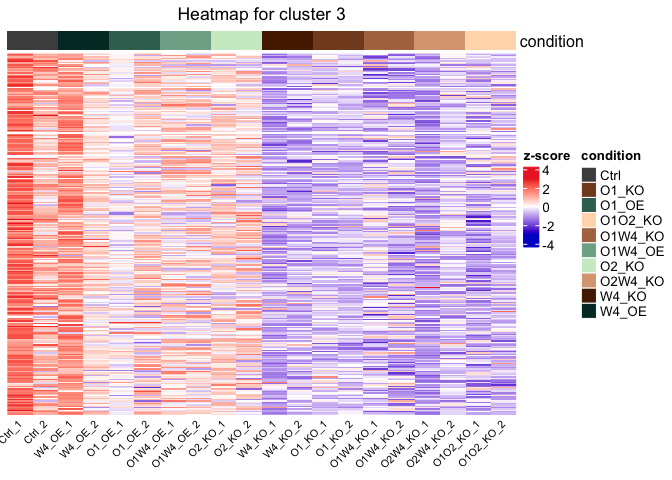 Heatmap for cluster 3
condition
z-score
4
2
0
-2
-4
condition
Ctrl
O1_KO
O1_OE
O1O2_KO
O1W4_KO
O1W4_OE
O2_KO
O2W4_KO
W4_KO
W4_OE
Ctrl_1
Ctrl_2
W4_OE_1
W4_OE_2
O1_OE_1
O1_OE_2
O1W4_OE_1
O1W4_OE_2
O2_KO_1
O2_KO_2
W4_KO_1
W4_KO_2
O1_KO_1
O1_KO_2
O1W4_KO_1
O1W4_KO_2
O2W4_KO_1
O2W4_KO_2
O1O2_KO_1
O1O2_KO_2